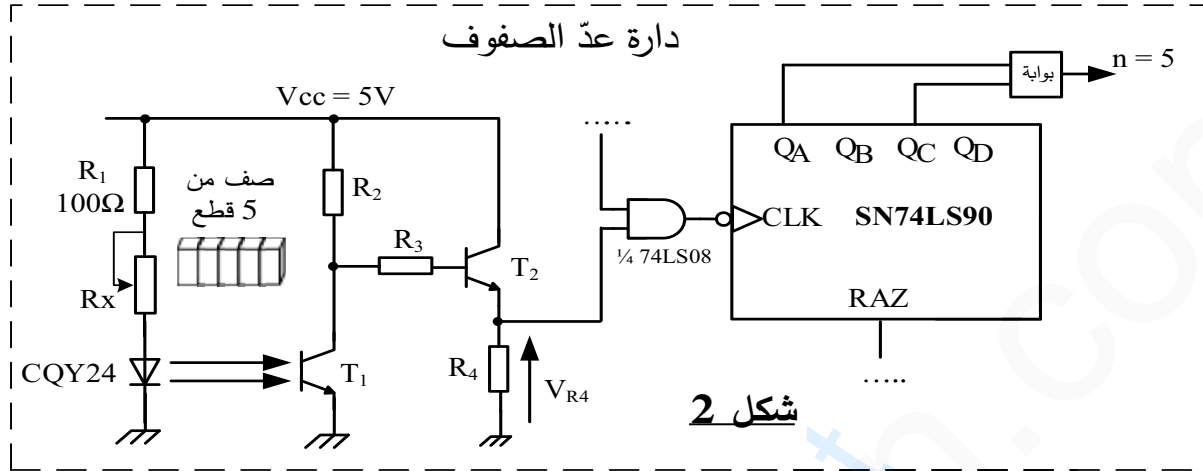 دارة عدّ الصفوف
Vcc = 5V
R1
100Ω
صف من
5 قطع
Rx
CQY24
R2
R3
T1
T2
R4
VR4
.....
¼ 74LS08
CLK
SN74LS90
QA QB QC QD
RAZ
.....
بوابة
n = 5
شكل 2